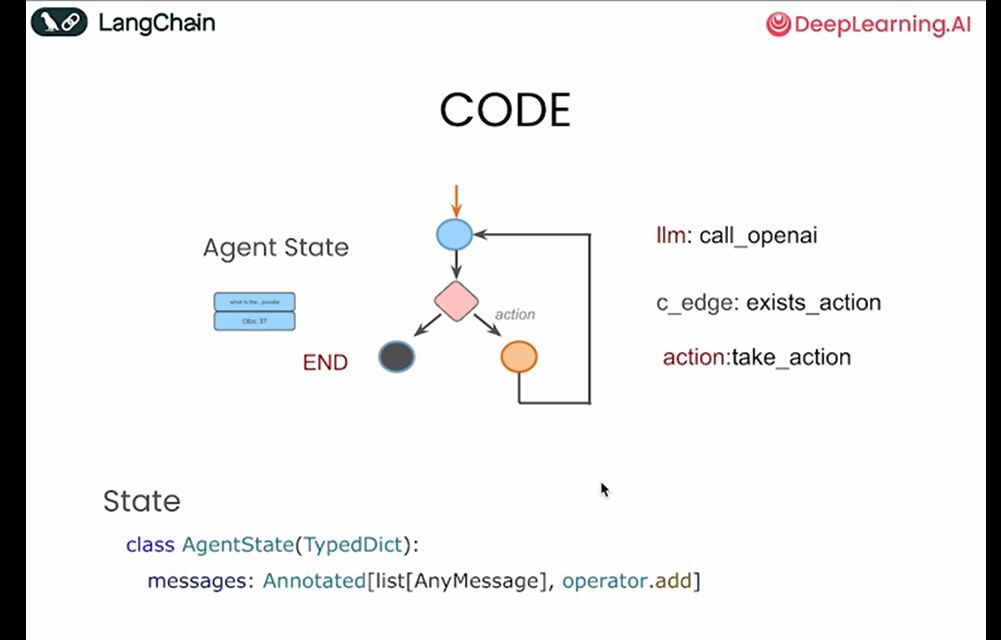 LangChain
DeepLearning.AI
CODE
Agent State
what is the .. poodle
Obs: 37
action
END
llm: call_openai
c_edge: exists_action
action:take_action
State
class AgentState(TypedDict):
messages: Annotated[list[AnyMessage], operator.add]